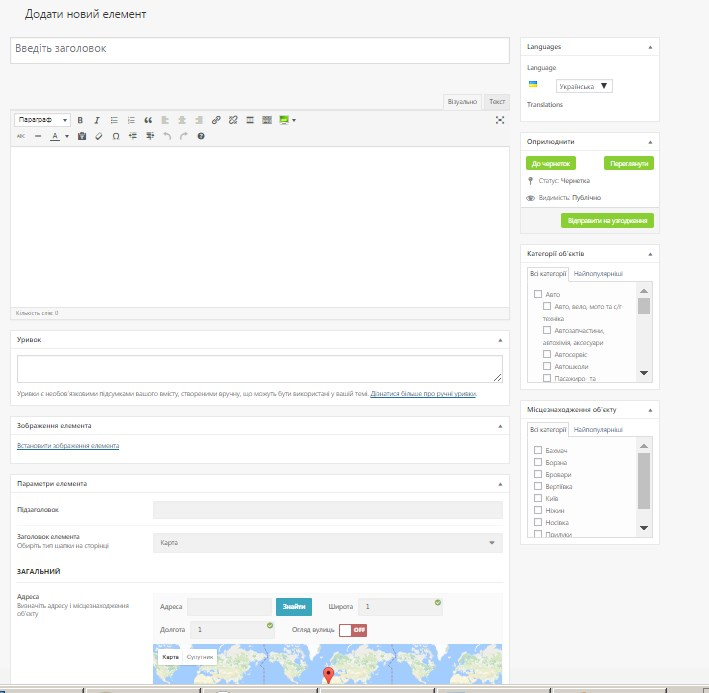 Додати новий елемент
Введіть заголовок
Візуально Текст
Параграф
ABC
Кількість слів: 0
Уривок
Уривки є необов'язковими підсумками вашого вмісту, створеними вручну, що можуть бути використані у вашій темі. Дізнатися більше про ручні уривки.
Зображення елемента
Встановити зображення елемента
Параметри елемента
Підзаголовок
Заголовок елемента
Оберіть тип шапки на сторінці
Карта
ЗАГАЛЬНИЙ
Адреса
Визначіть адресу і місцезнаходження
об'єкту
Адреса Знайти Широта 1
Долгота 1 Огляд вулиць OFF
Карта Супутник
Languages
Language
Українська
Translations
Оприлюднити
До чернеток Переглянути
Статус: Чернетка
Видимість: Публічно
Відправити на узгодження
Категорії об'єктів
Всі категорії Найпопулярніші
Авто
Авто, вело, мото та с/г
техніка
Автозапчастини,
автохімія, аксесуари
Автосервіс
Автошколи
Пасажиро- та
Місцезнаходження об'єкту
Всі категорії Найпопулярніші
Бахмач
Борзна
Бровари
Вертіївка
Київ
Ніжин
Носівка
Прилуки